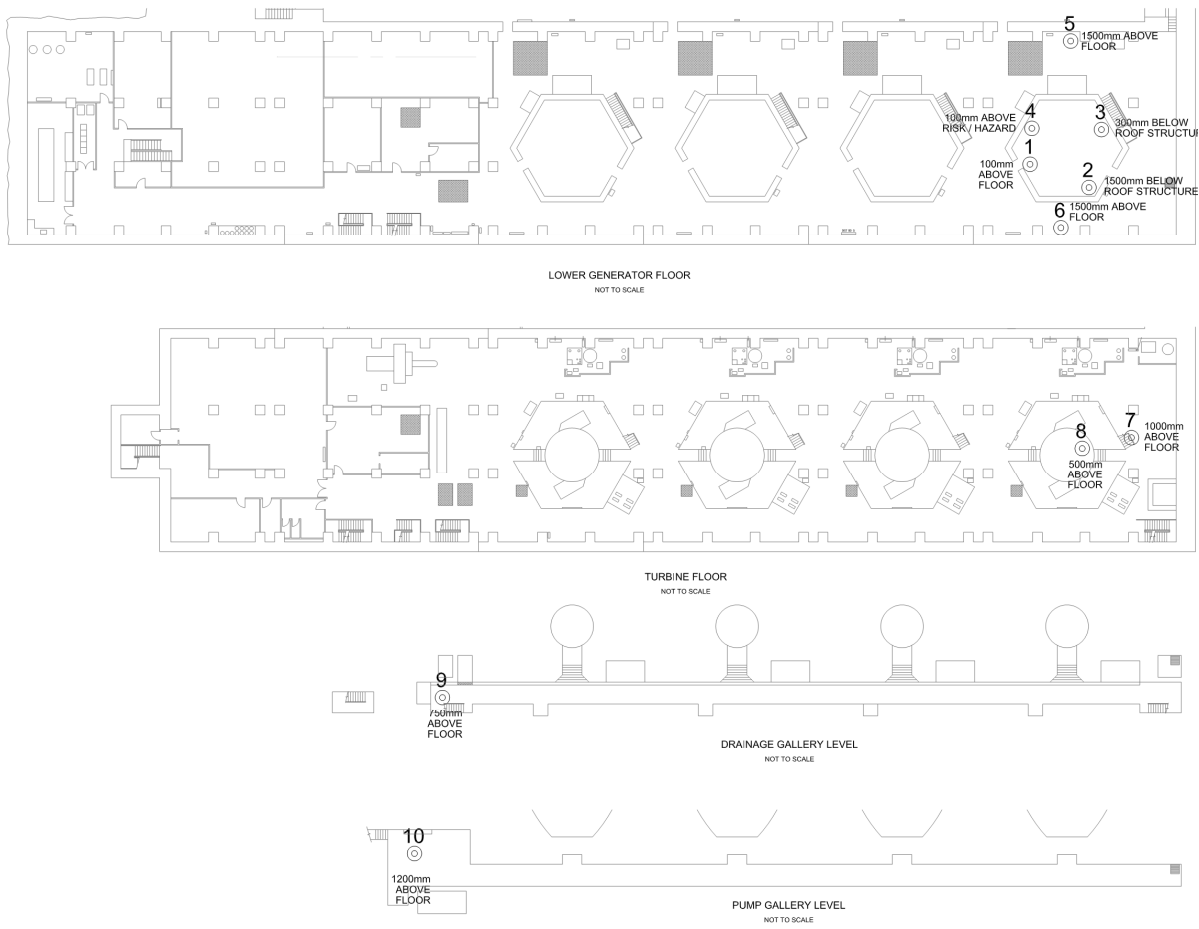 5
1500mm ABOVE
FLOOR
4
100mm ABOVE
RISK / HAZARD
3
300mm BELOW
ROOF STRUCTUR
1
100mm
ABOVE
FLOOR
2
1500mm BELOW
ROOF STRUCTURE
6
1500mm ABOVE
FLOOR
LOWER GENERATOR FLOOR
NOT TO SCALE
7
1000mm
ABOVE
FLOOR
8
500mm
ABOVE
FLOOR
TURBINE FLOOR
NOT TO SCALE
9
750mm
ABOVE
FLOOR
DRAINAGE GALLERY LEVEL
NOT TO SCALE
10
1200mm
ABOVE
FLOOR
PUMP GALLERY LEVEL
NOT TO SCALE